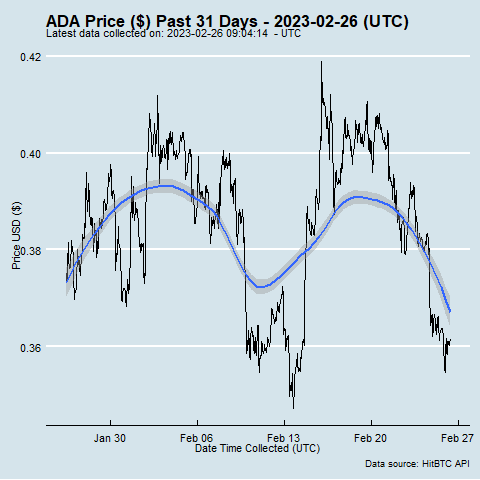 ADA Price ($) Past 31 Days - 2023-02-26 (UTC)
Latest data collected on: 2023-02-26 09:04:14 - UTC
0.42
0.40
0.38
0.36
Price USD ($)
Jan 30 Feb 06 Feb 13 Feb 20 Feb 27
Date Time Collected (UTC)
Data source: HitBTC API